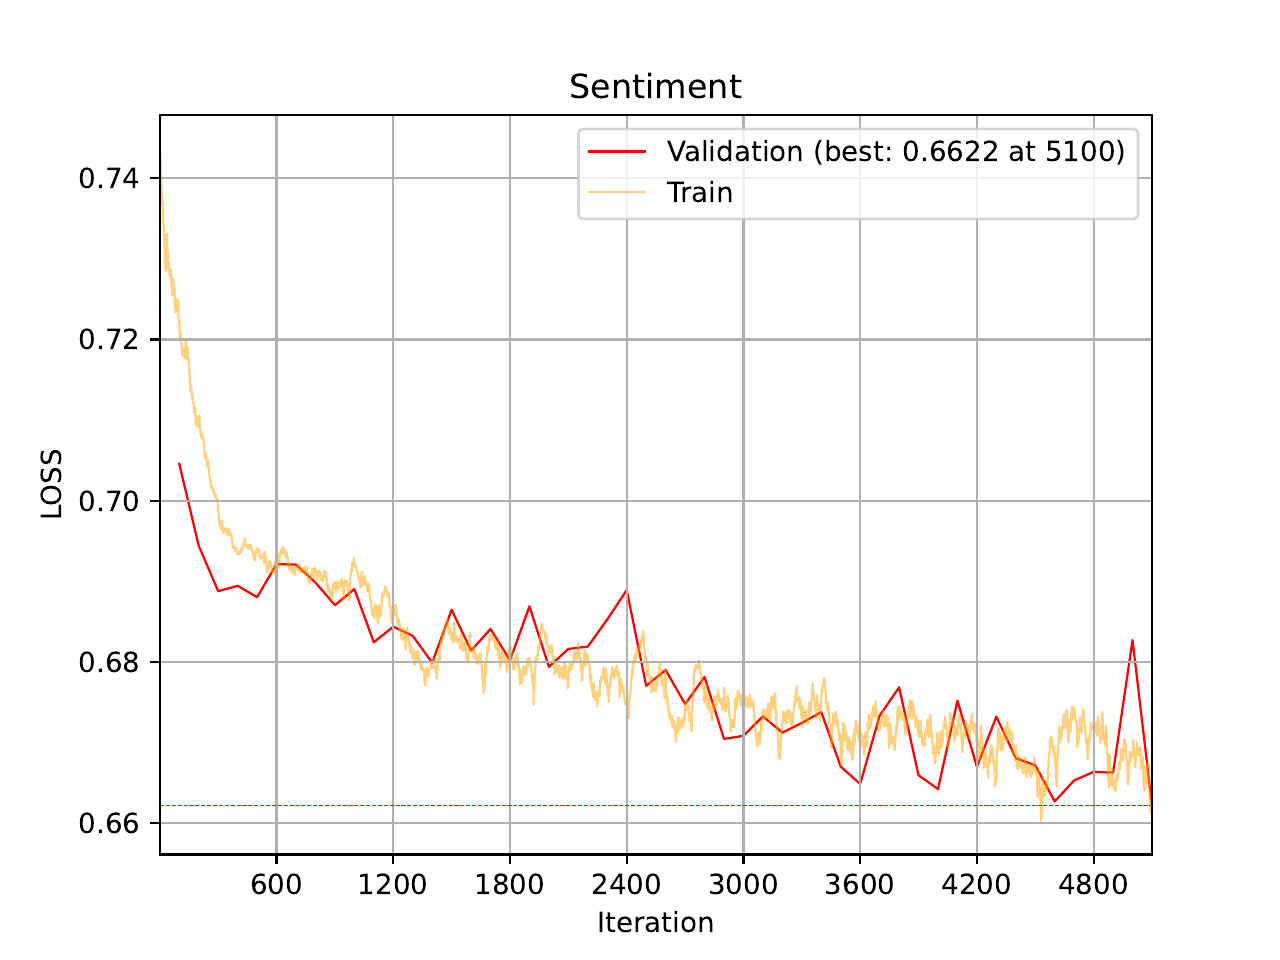 Sentiment
Validation (best: 0.6622 at 5100)
Train
LOSS
0.74
0.72
0.70
0.68
0.66
600 1200 1800 2400 3000 3600 4200 4800
Iteration